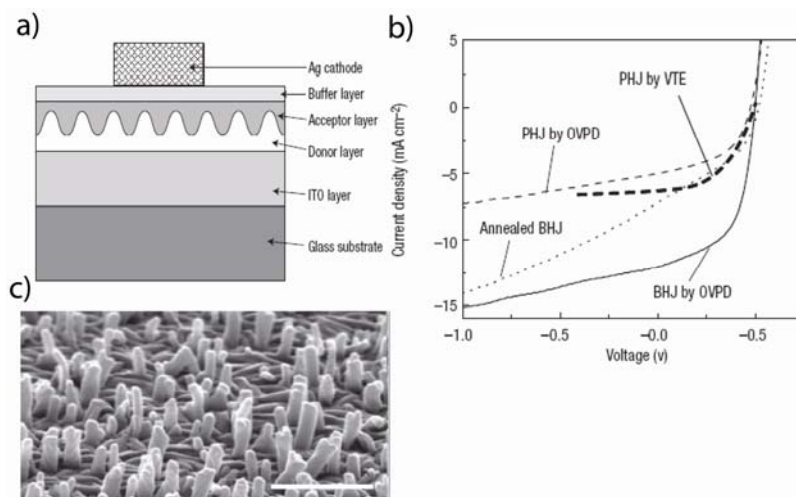 a)
Ag cathode
Buffer layer
Acceptor layer
Donor layer
ITO layer
Glass substrate
b)
5
0
−5
−10
−15
Current density (mA cm⁻²)
PHJ by VTE
PHJ by OVPD
Annealed BHJ
BHJ by OVPD
−1.0
−0.5
−0.0
−0.5
Voltage (v)
c)